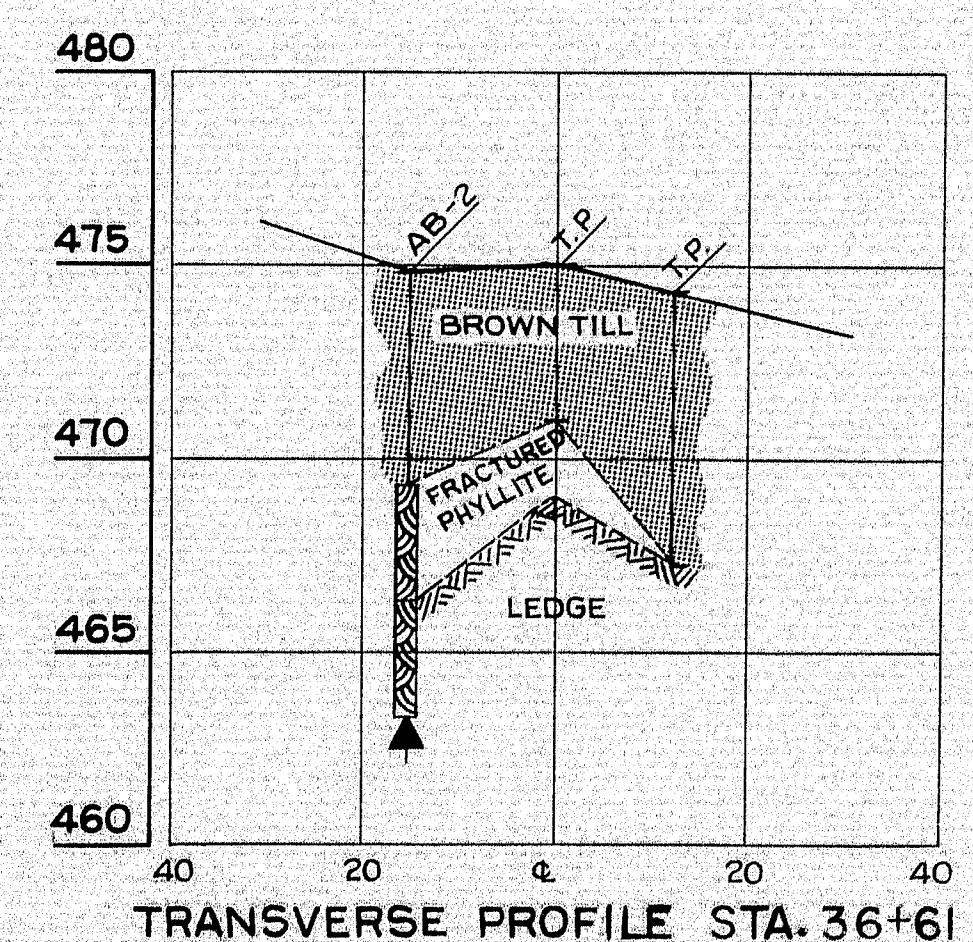 480
475
470
465
460
AB-2
T.P.
T.P.
BROWN TILL
FRACTURED
PHYLLITE
LEDGE
40 20 ℄ 20 40
TRANSVERSE PROFILE STA. 36+61